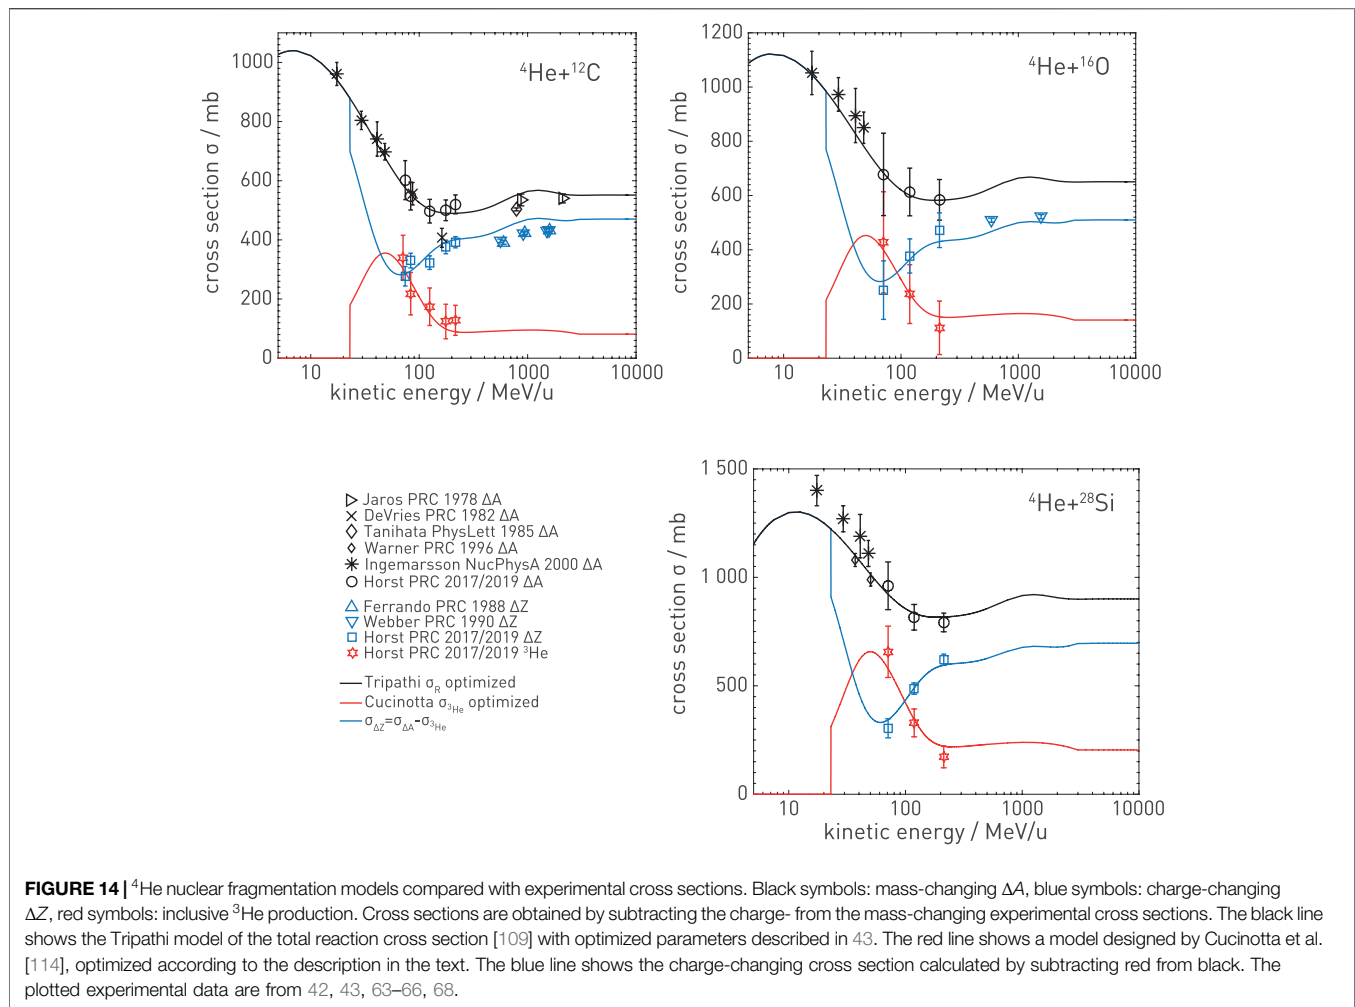 ⁴He+¹²C
1000
800
600
400
200
0
cross section σ / mb
10
100
1000
10000
kinetic energy / MeV/u
⁴He+¹⁶O
1200
1000
800
600
400
200
0
cross section σ / mb
10
100
1000
10000
kinetic energy / MeV/u
Jaros PRC 1978 ΔA
DeVries PRC 1982 ΔA
Tanihata PhysLett 1985 ΔA
Warner PRC 1996 ΔA
Ingemarsson NucPhysA 2000 ΔA
Horst PRC 2017/2019 ΔA
Ferrando PRC 1988 ΔZ
Webber PRC 1990 ΔZ
Horst PRC 2017/2019 ΔZ
Horst PRC 2017/2019 ³He
Tripathi σ_R optimized
Cucinotta σ_³He optimized
σ_ΔZ=σ_ΔA-σ_³He
⁴He+²⁸Si
1 500
1 000
500
0
cross section σ / mb
10
100
1000
10000
kinetic energy / MeV/u
FIGURE 14 | ⁴He nuclear fragmentation models compared with experimental cross sections. Black symbols: mass-changing ΔA, blue symbols: charge-changing
ΔZ, red symbols: inclusive ³He production. Cross sections are obtained by subtracting the charge- from the mass-changing experimental cross sections. The black line
shows the Tripathi model of the total reaction cross section [109] with optimized parameters described in 43. The red line shows a model designed by Cucinotta et al.
[114], optimized according to the description in the text. The blue line shows the charge-changing cross section calculated by subtracting red from black. The
plotted experimental data are from 42, 43, 63–66, 68.